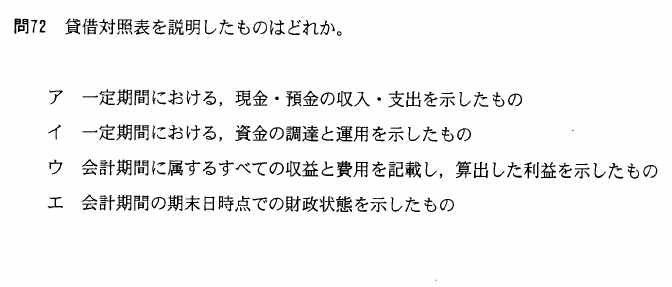 問72 貸借対照表を説明したものはどれか。
ア 一定期間における，現金・預金の収入・支出を示したもの
イ 一定期間における，資金の調達と運用を示したもの
ウ 会計期間に属するすべての収益と費用を記載し，算出した利益を示したもの
エ 会計期間の期末日時点での財政状態を示したもの